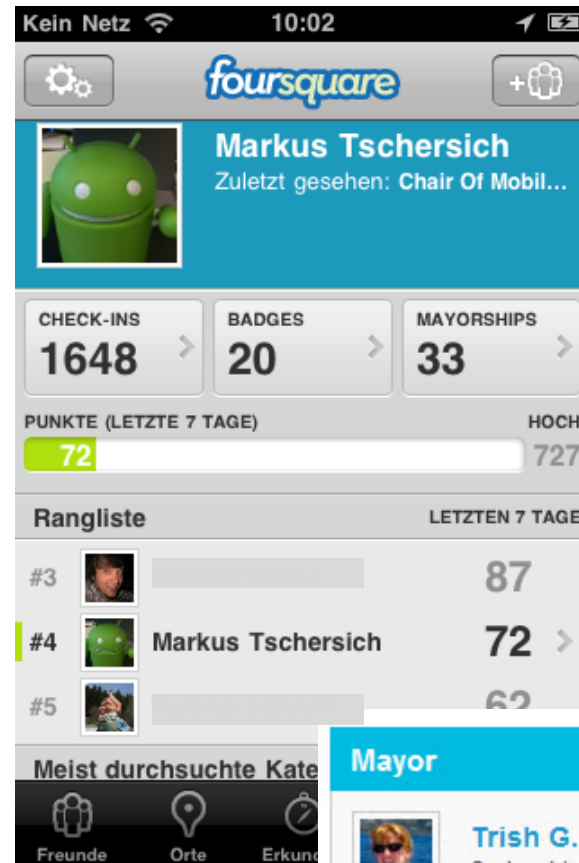 Kein Netz 10:02
foursquare
+
Markus Tschersich
Zuletzt gesehen: Chair Of Mobil...
CHECK-INS BADGES MAYORSHIPS
1648 20 33
PUNKTE (LETZTE 7 TAGE) HOCH
72 727
Rangliste LETZTEN 7 TAGE
#3 87
#4 Markus Tschersich 72
#5 62
Meist durchsuchte Kate
Mayor
Trish G.
Freunde Orte Erkund